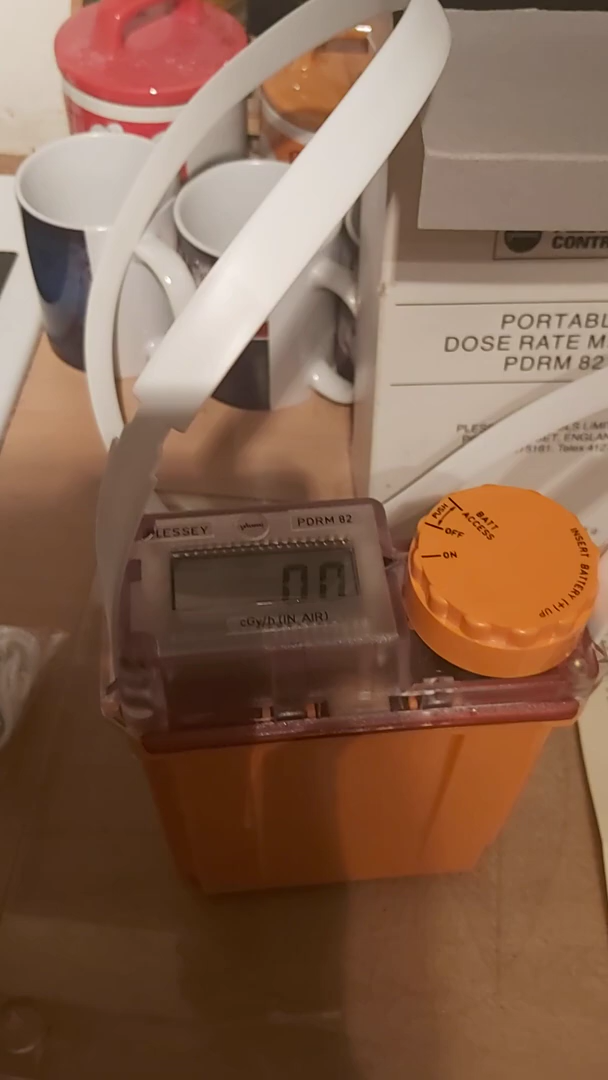 CONTR
PORTABL
DOSE RATE M
PDRM 82
PLESSEY
PDRM 82
00
cGy/h (IN AIR)
PUSH
BATT
ACCESS
OFF
ON
INSERT BATTERY (+) UP